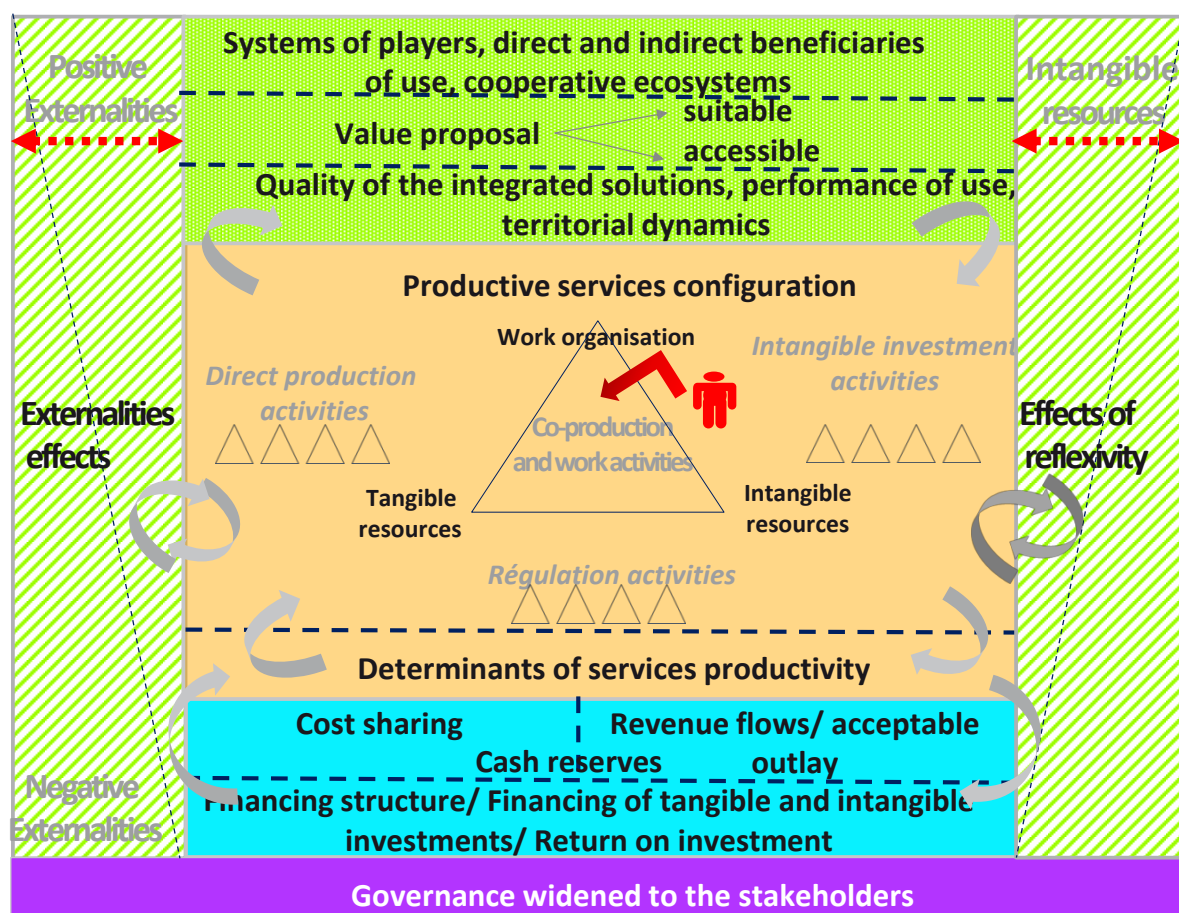 Systems of players, direct and indirect beneficiaries
of use, cooperative ecosystems
Positive
Externalities
Intangible
resources
Value proposal
suitable
accessible
Quality of the integrated solutions, performance of use,
territorial dynamics
Productive services configuration
Work organisation
Direct production
activities
Intangible investment
activities
Externalities
effects
Co-production
and work activities
Effects of
reflexivity
Tangible
resources
Intangible
resources
Régulation activities
Determinants of services productivity
Cost sharing
Revenue flows/ acceptable
outlay
Cash reserves
Negative
Externalities
Financing structure/ Financing of tangible and intangible
investments/ Return on investment
Governance widened to the stakeholders